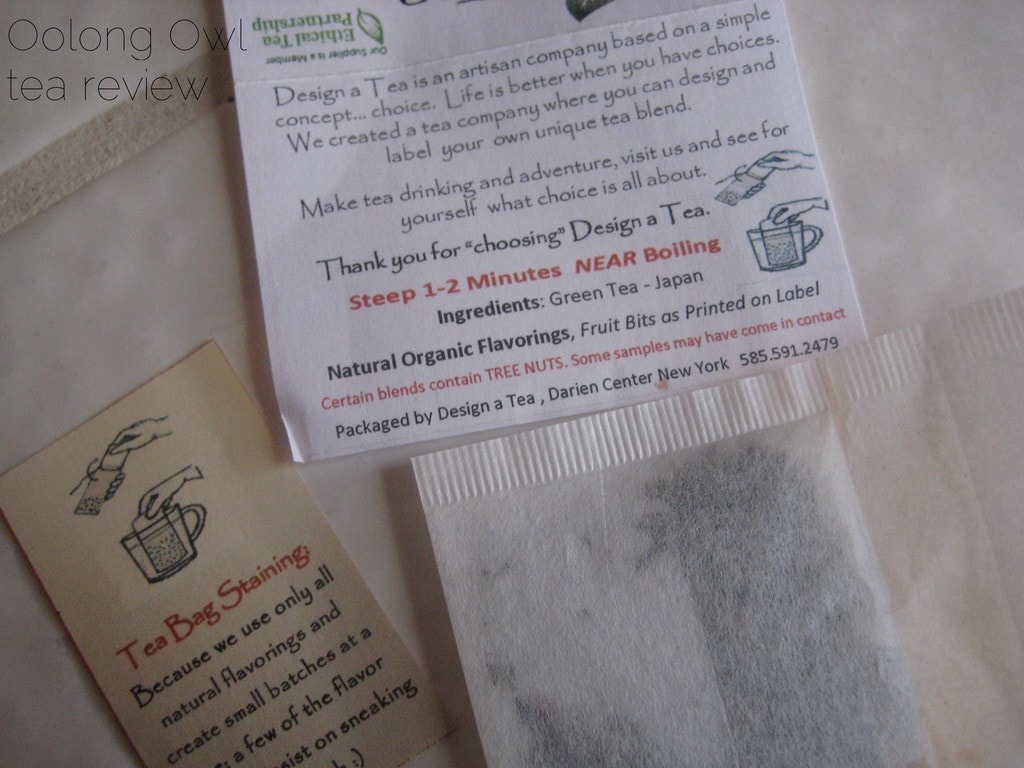 Oolong Owl
tea review
Our Supplier is a Member
Ethical Tea
Partnership
Design a Tea is an artisan company based on a simple
concept... choice. Life is better when you have choices.
We created a tea company where you can design and
label your own unique tea blend.
Make tea drinking and adventure, visit us and see for
yourself what choice is all about.
Thank you for "choosing" Design a Tea.
Steep 1-2 Minutes NEAR Boiling
Ingredients: Green Tea - Japan
Natural Organic Flavorings, Fruit Bits as Printed on Label
Certain blends contain TREE NUTS. Some samples may have come in contact
Packaged by Design a Tea , Darien Center New York 585.591.2479
Tea Bag Staining:
Because we use only all
natural flavorings and
create small batches at a
a few of the flavor
sist on sneaking
:)